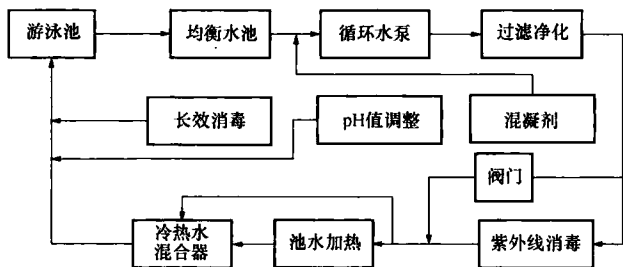 游泳池
均衡水池
循环水泵
过滤净化
长效消毒
pH值调整
混凝剂
阀门
冷热水
混合器
池水加热
紫外线消毒